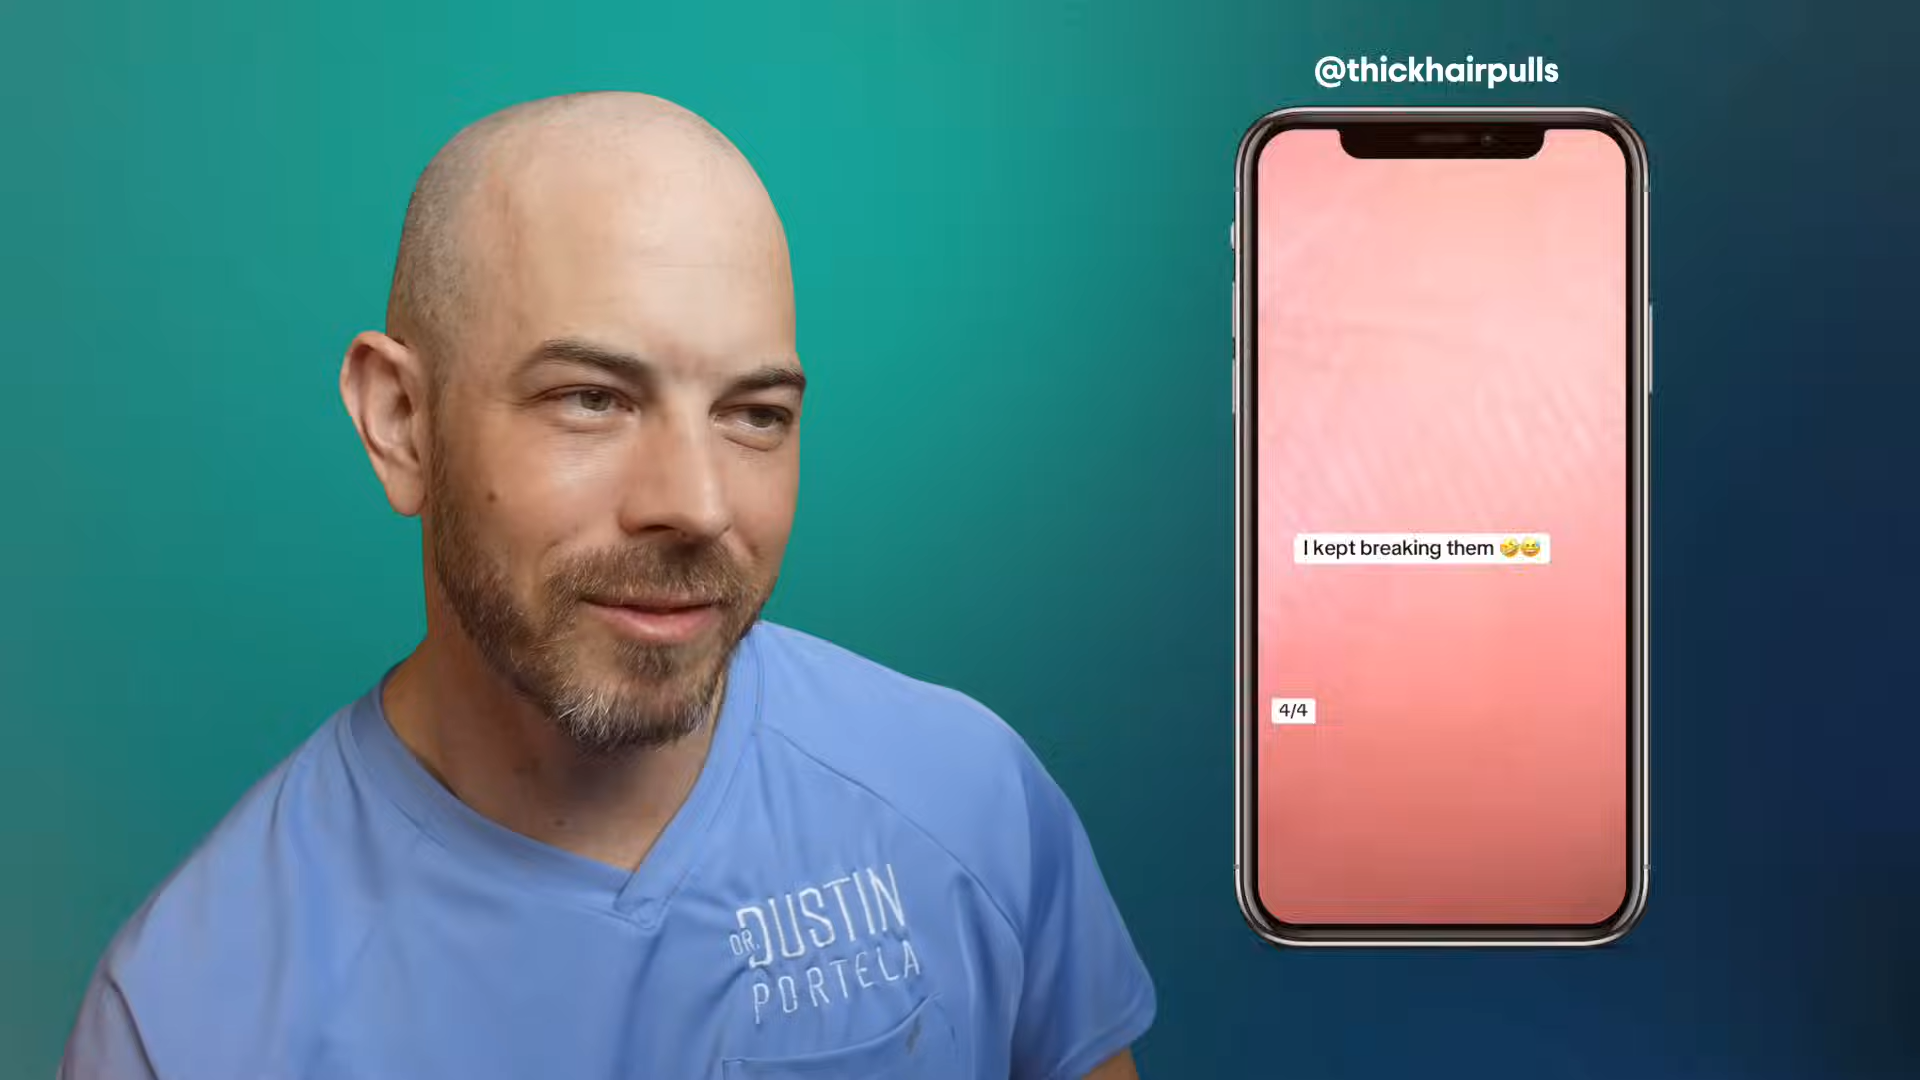 @thickhairpulls
I kept breaking them 🤣😅
4/4
DR. DUSTIN
PORTELA